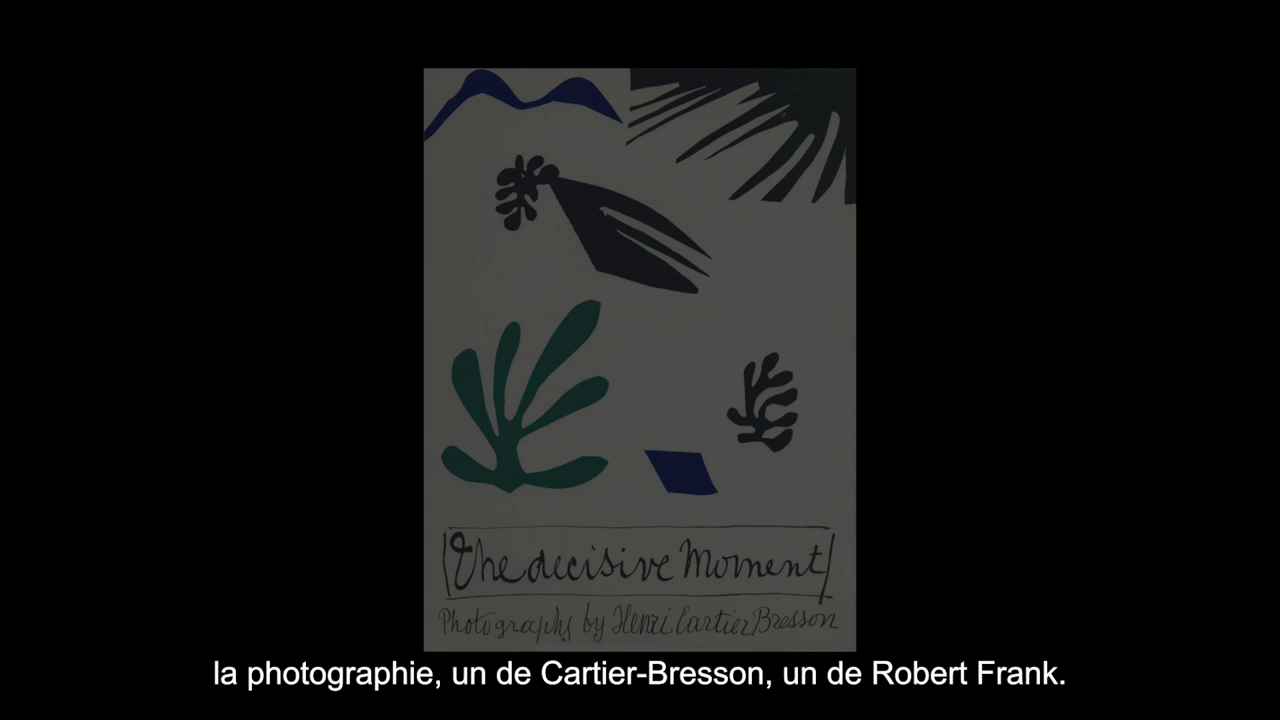 The decisive Moment
Photographs by Henri Cartier Bresson
la photographie, un de Cartier-Bresson, un de Robert Frank.